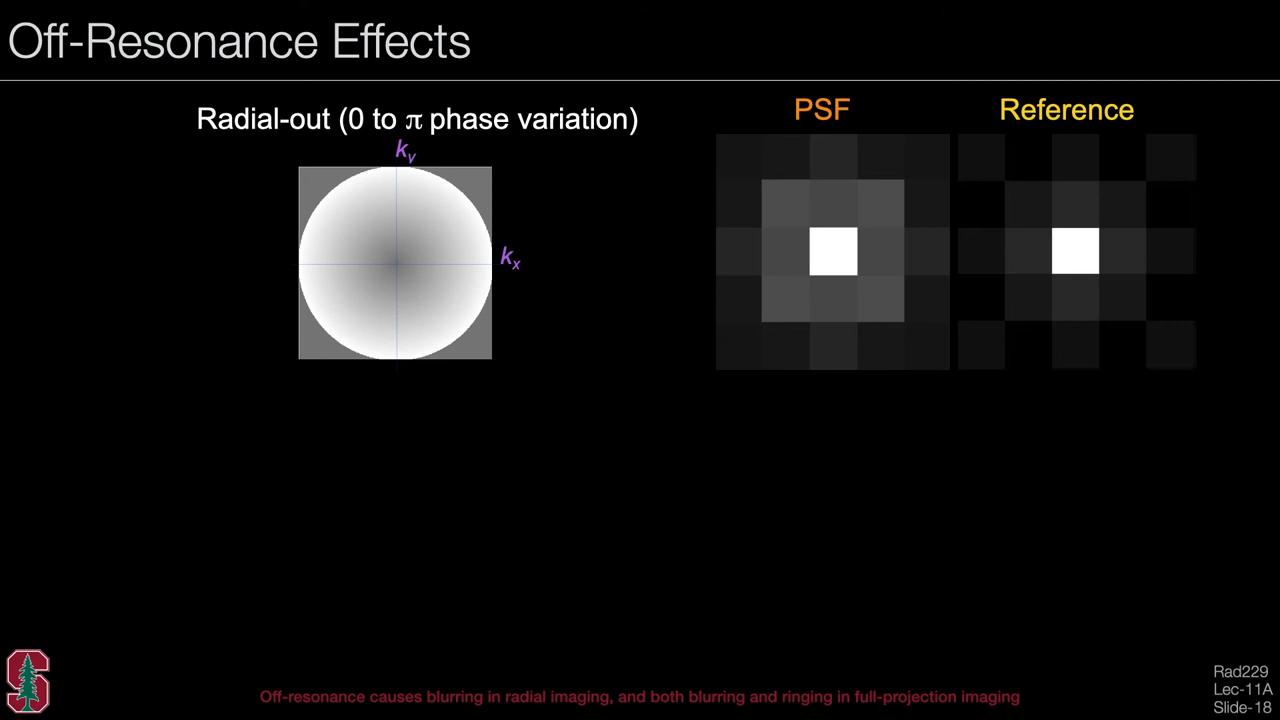 Off-Resonance Effects
Radial-out (0 to π phase variation)
PSF
Reference
ky
kx
Off-resonance causes blurring in radial imaging, and both blurring and ringing in full-projection imaging
Rad229
Lec-11A
Slide-18
S